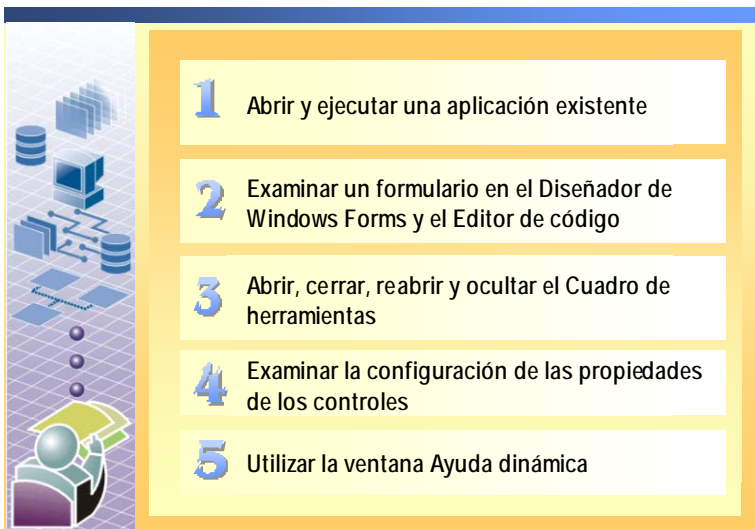 1 Abrir y ejecutar una aplicación existente
2 Examinar un formulario en el Diseñador de
Windows Forms y el Editor de código
3 Abrir, cerrar, reabrir y ocultar el Cuadro de
herramientas
4 Examinar la configuración de las propiedades
de los controles
5 Utilizar la ventana Ayuda dinámica